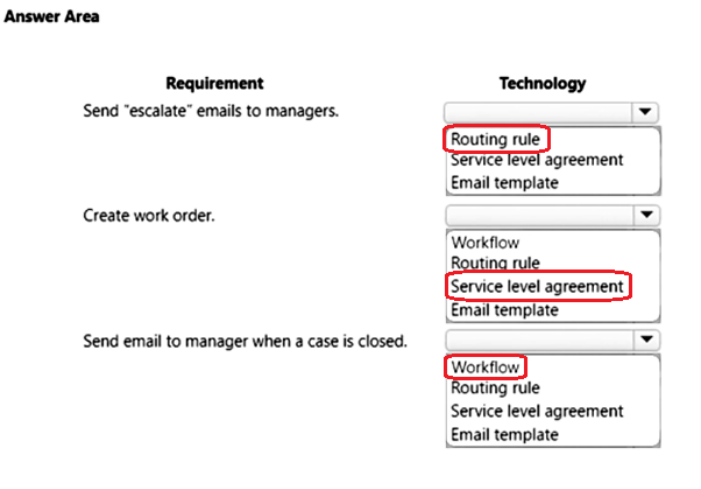 Answer Area
Requirement Technology
Send "escalate" emails to managers.
Routing rule
Service level agreement
Email template
Create work order.
Workflow
Routing rule
Service level agreement
Email template
Send email to manager when a case is closed.
Workflow
Routing rule
Service level agreement
Email template